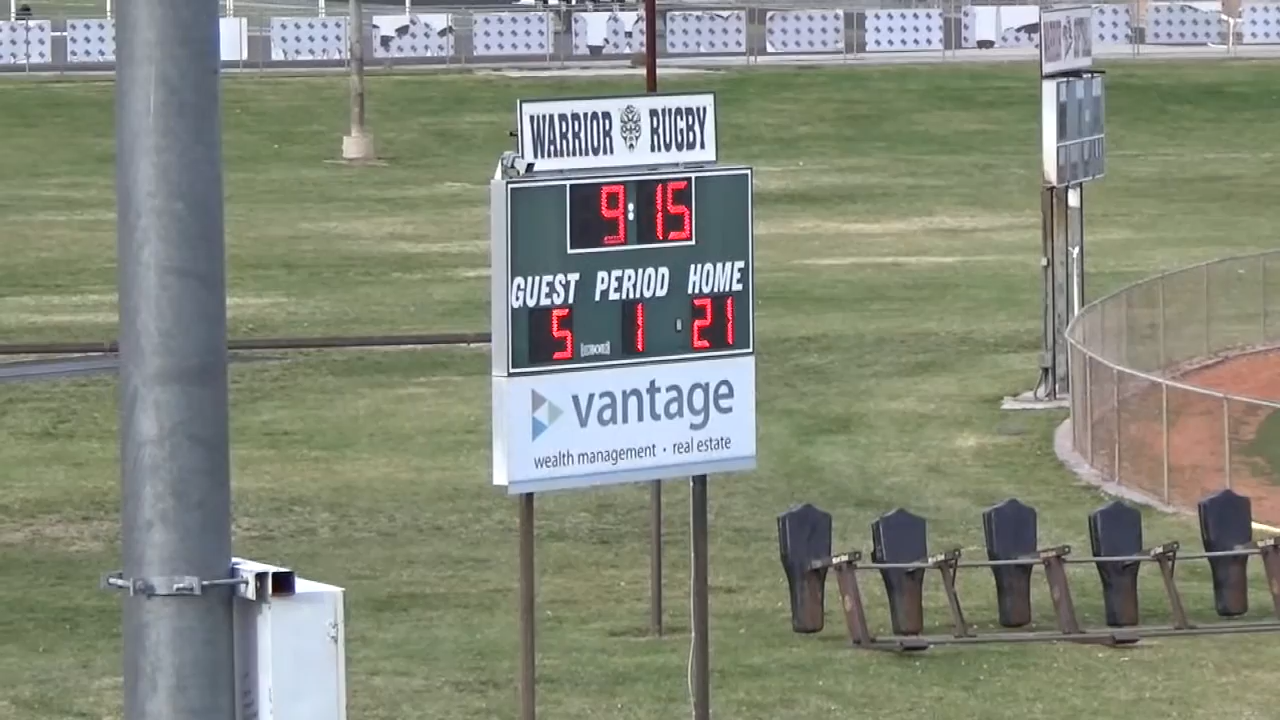 WARRIOR RUGBY
9:15
GUEST PERIOD HOME
5 1 21
vantage
wealth management • real estate